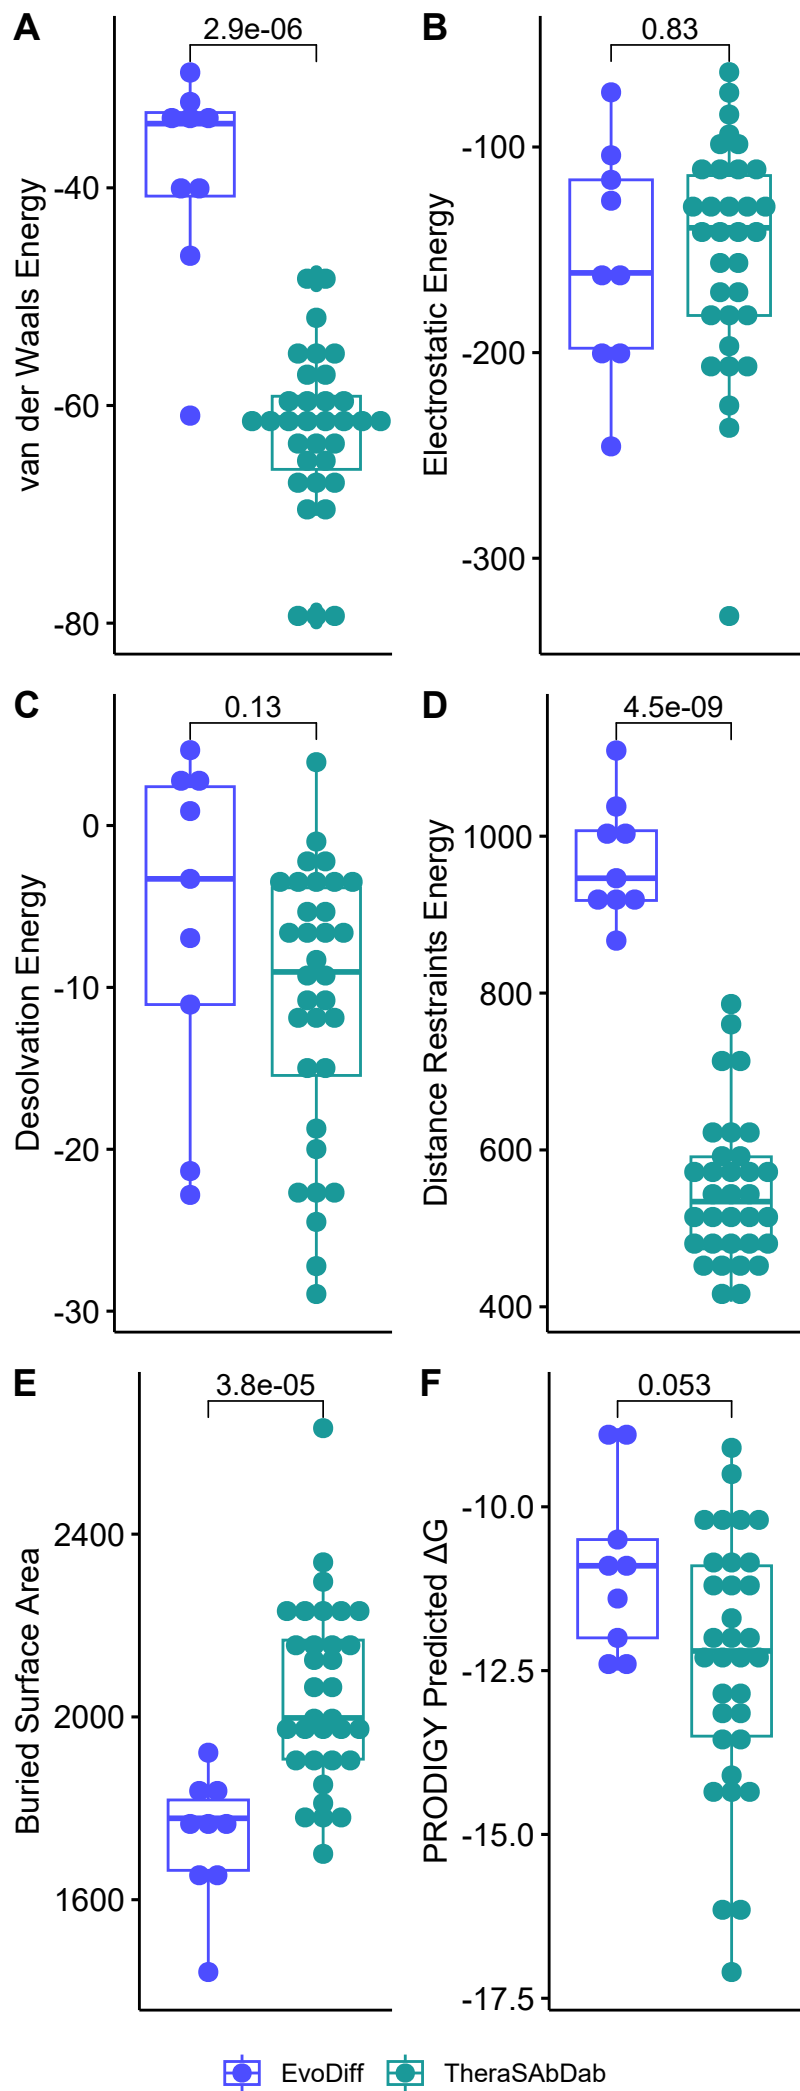 A
2.9e-06
van der Waals Energy
-40
-60
-80
B
0.83
Electrostatic Energy
-100
-200
-300
C
0.13
Desolvation Energy
0
-10
-20
-30
D
4.5e-09
Distance Restraints Energy
1000
800
600
400
E
3.8e-05
Buried Surface Area
2400
2000
1600
F
0.053
PRODIGY Predicted ΔG
-10.0
-12.5
-15.0
-17.5
EvoDiff
TheraSAbDab